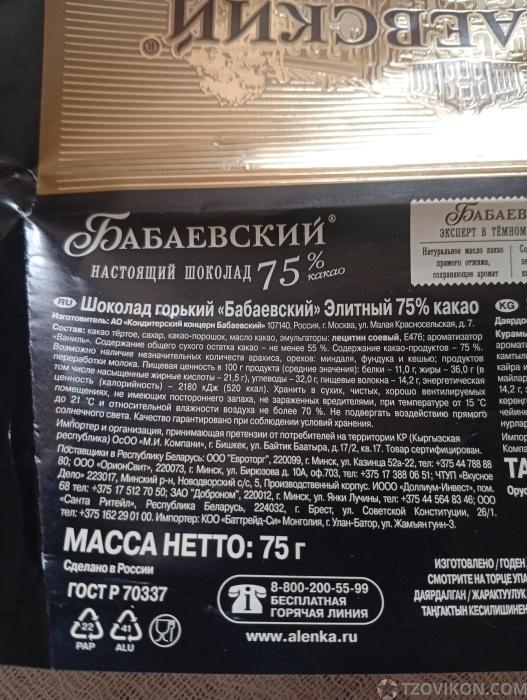 БАБАЕВСКИЙ®
НАСТОЯЩИЙ ШОКОЛАД 75% какао
БАБАЕВ
ЭКСПЕРТ В ТЁМНОМ
Натуральное масло какао
прямого отжима,
сохраняющее аромат
RU Шоколад горький «Бабаевский» Элитный 75% какао
Изготовитель: АО «Кондитерский концерн Бабаевский» 107140, Россия, г. Москва, ул. Малая Красносельская, д. 7.
Состав: какао тёртое, сахар, какао-порошок, масло какао, эмульгаторы: лецитин соевый, Е476; ароматизатор
«Ваниль». Содержание общего сухого остатка какао – не менее 55 %. Содержание какао-продуктов – 75 %.
Возможно наличие незначительных количеств арахиса, орехов: миндаля, фундука и кешью; продуктов
переработки молока. Пищевая ценность в 100 г продукта (средние значения): белки – 11,0 г, жиры – 36,0 г (в
том числе насыщенные жирные кислоты – 21,5 г), углеводы – 32,0 г, пищевые волокна – 14,2 г, энергетическая
ценность (калорийность) – 2180 кДж (520 ккал). Хранить в сухих, чистых, хорошо вентилируемых
помещениях, не имеющих постороннего запаха, не зараженных вредителями, при температуре от 15 °С
до 21 °С и относительной влажности воздуха не более 70 %. Не подвергать воздействию прямого
солнечного света. Качество гарантировано при соблюдении условий хранения.
Импортер и организация, принимающая претензии от потребителей на территории КР (Кыргызская
республика) ОсОО «М.И. Компани», г. Бишкек, ул. Байтик Баатыра, д.17/2, кв.17. Товар сертифицирован.
Поставщики в Республику Беларусь: ООО "Евроторг", 220099, г. Минск, ул. Казинца 52а-22, тел: +375 44 788 88
80; ООО «ОрионСвит», 220073, г. Минск, ул. Бирюзова д. 10А, оф.703, тел: +375 17 388 06 51; ЧТУП «Вкусное
Дело» 223017, Минский р-н, Новодворский с/с, 5, Производственный корпус. ИООО «Доллиум-Инвест», пом.
68 тел: +375 17 512 70 50; ЗАО "Доброном", 220012, г. Минск, ул. Янки Лучины, тел: +375 44 564 83 46; ООО
«Санта Ритейл», Республика Беларусь, 224032, г. Брест, ул. Советской Конституции, 26/1.
тел: +375 162 29 01 00. Импортер: КОО «Баттрейд-Си» Монголия, г. Улан-Батор, ул. Жамьян гунн-3.
МАССА НЕТТО: 75 г
Сделано в России
ГОСТ Р 70337
8-800-200-55-99
БЕСПЛАТНАЯ
ГОРЯЧАЯ ЛИНИЯ
www.alenka.ru
22
PAP
41
ALU
KG
ИЗГОТОВЛЕНО / ГОДЕН
СМОТРИТЕ НА ТОРЦЕ УПА
ДАЯРДАЛГАН / ЖАРАКТУУЛУК
ТАҢГАКТЫН КЕСИЛИШИНЕН
TZOVIKON.COM